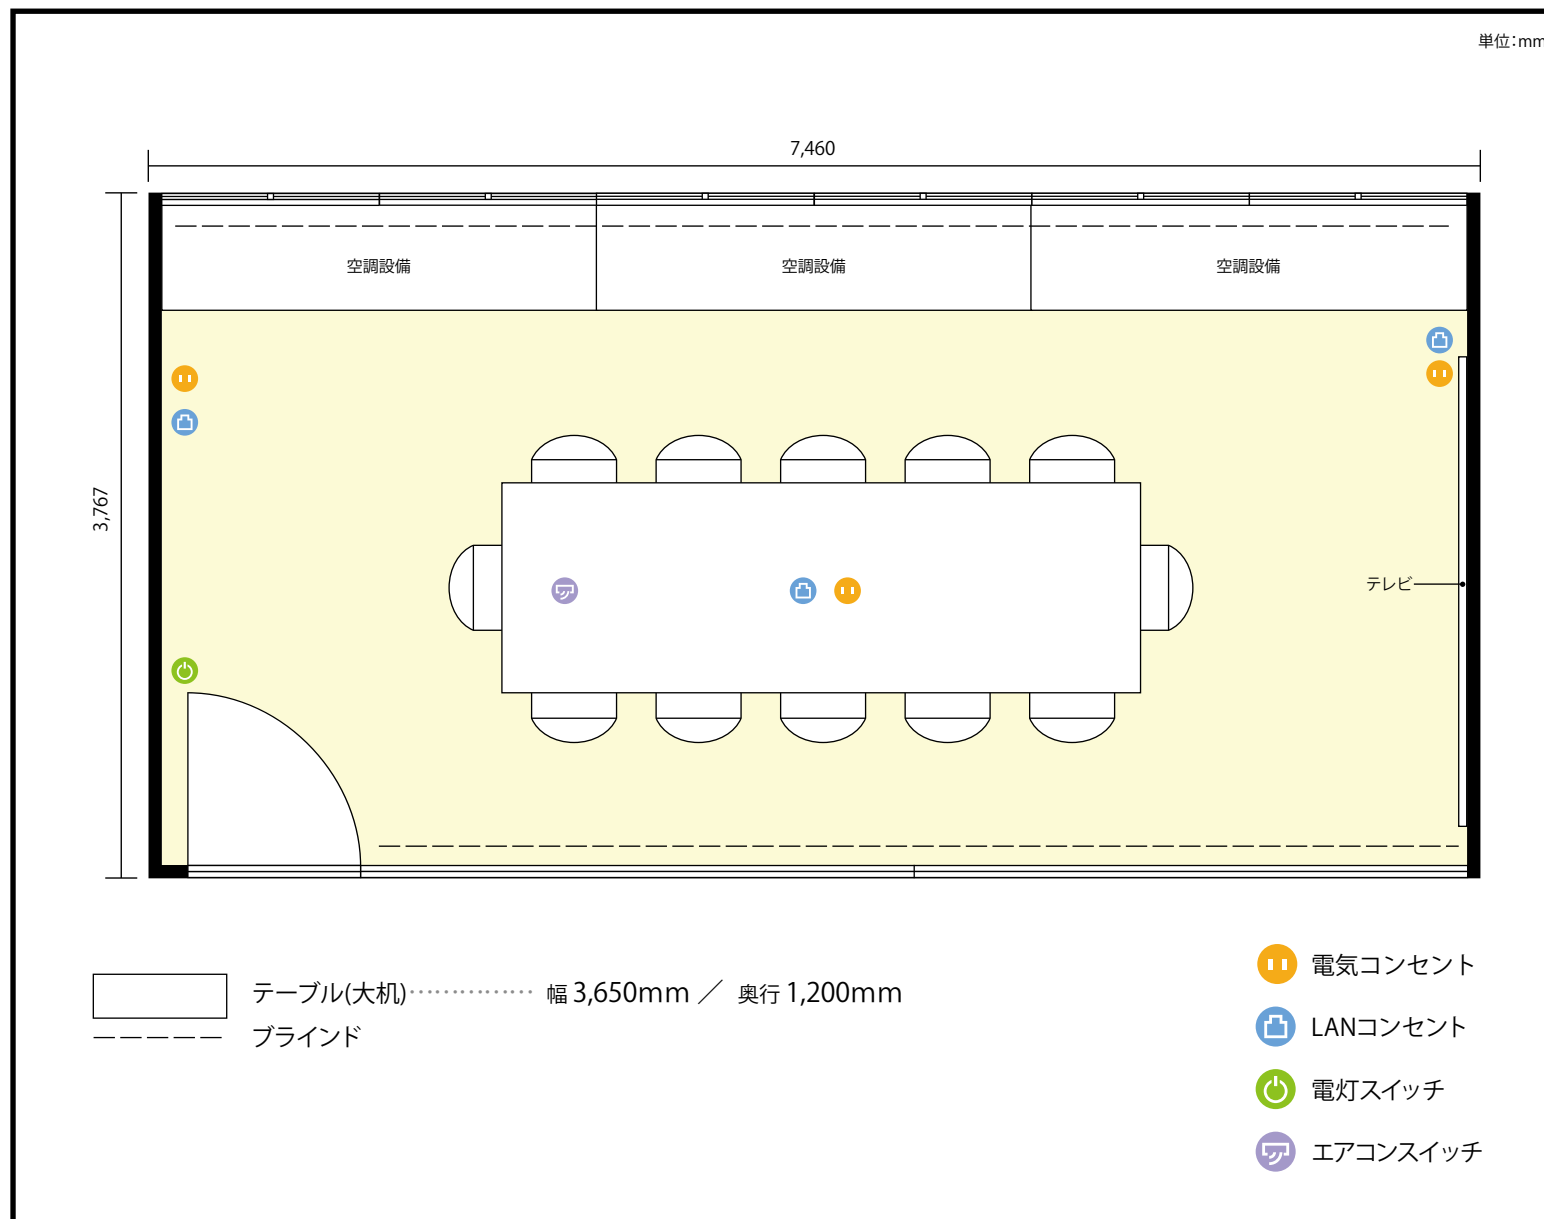 単位:mm
7,460
空調設備
空調設備
空調設備
3,767
テレビ
テーブル(大机)……………幅 3,650mm ／ 奥行 1,200mm
ブラインド
電気コンセント
LANコンセント
電灯スイッチ
エアコンスイッチ